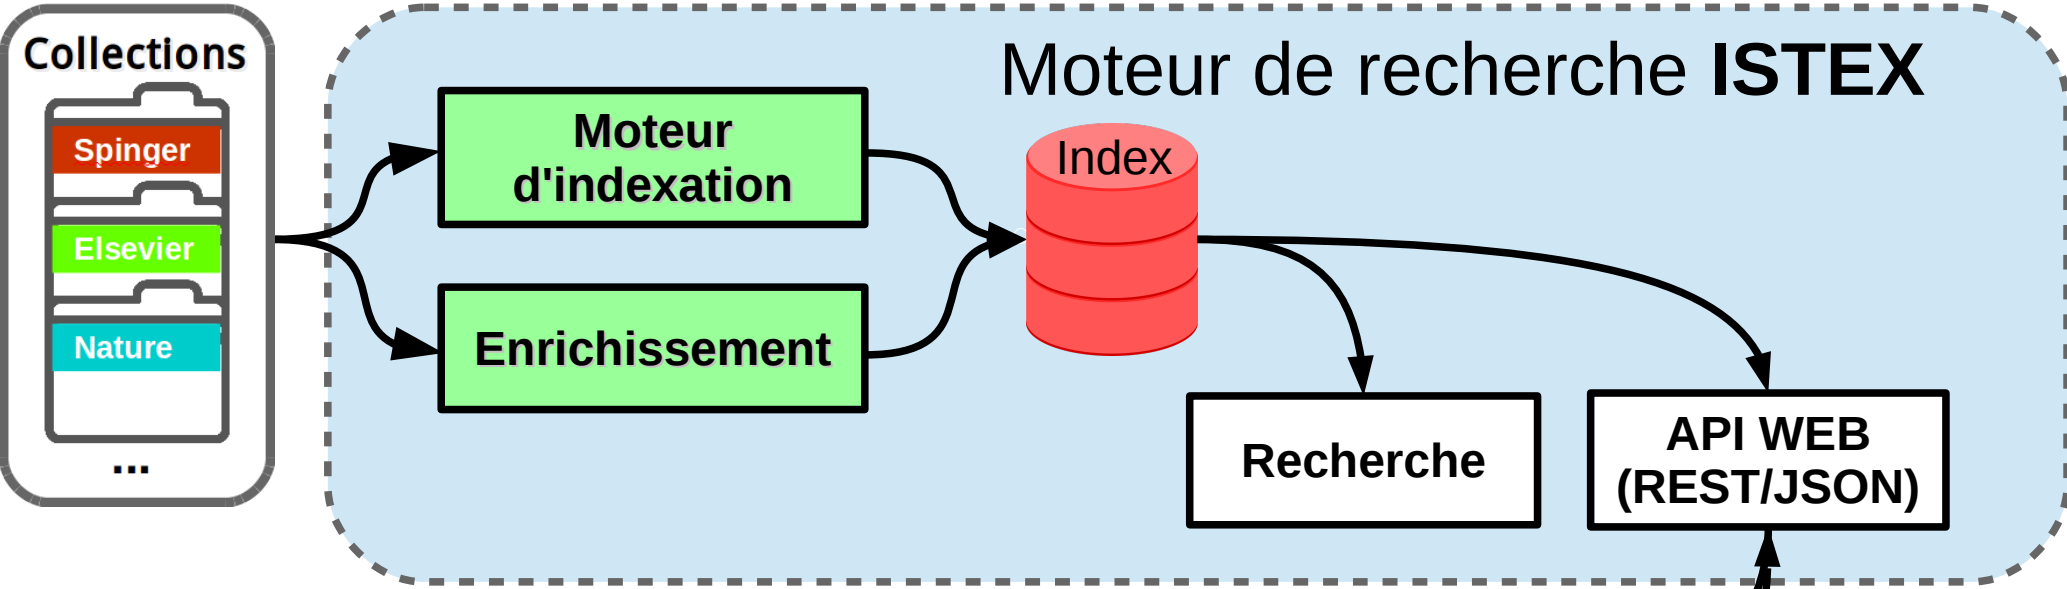 Collections
Spinger
Elsevier
Nature
...
Moteur de recherche ISTEX
Moteur
d'indexation
Enrichissement
Index
Recherche
API WEB
(REST/JSON)